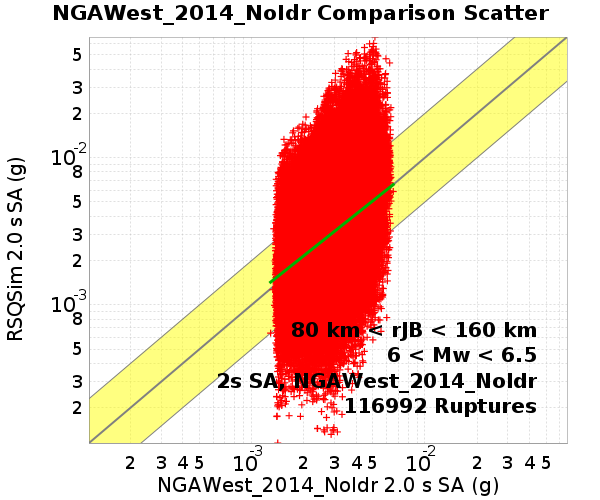 NGAWest_2014_NoIdr Comparison Scatter
5
3
2
10-2
8
5
3
2
10-3
8
5
3
2
RSQSim 2.0 s SA (g)
80 km < rJB < 160 km
6 < Mw < 6.5
2s SA, NGAWest_2014_NoIdr
116992 Ruptures
2 3 4 5 10-3 2 3 4 5 10-2 2 3 4 5
NGAWest_2014_NoIdr 2.0 s SA (g)